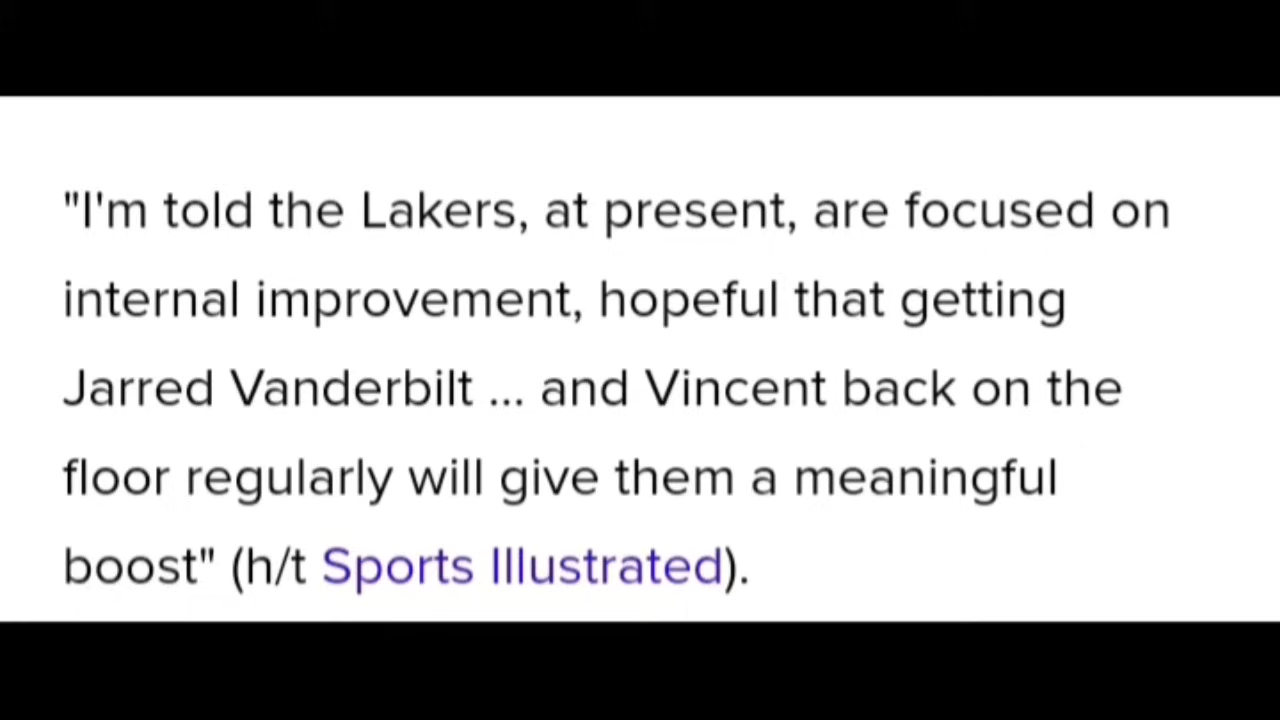 "I'm told the Lakers, at present, are focused on
internal improvement, hopeful that getting
Jarred Vanderbilt ... and Vincent back on the
floor regularly will give them a meaningful
boost" (h/t Sports Illustrated).